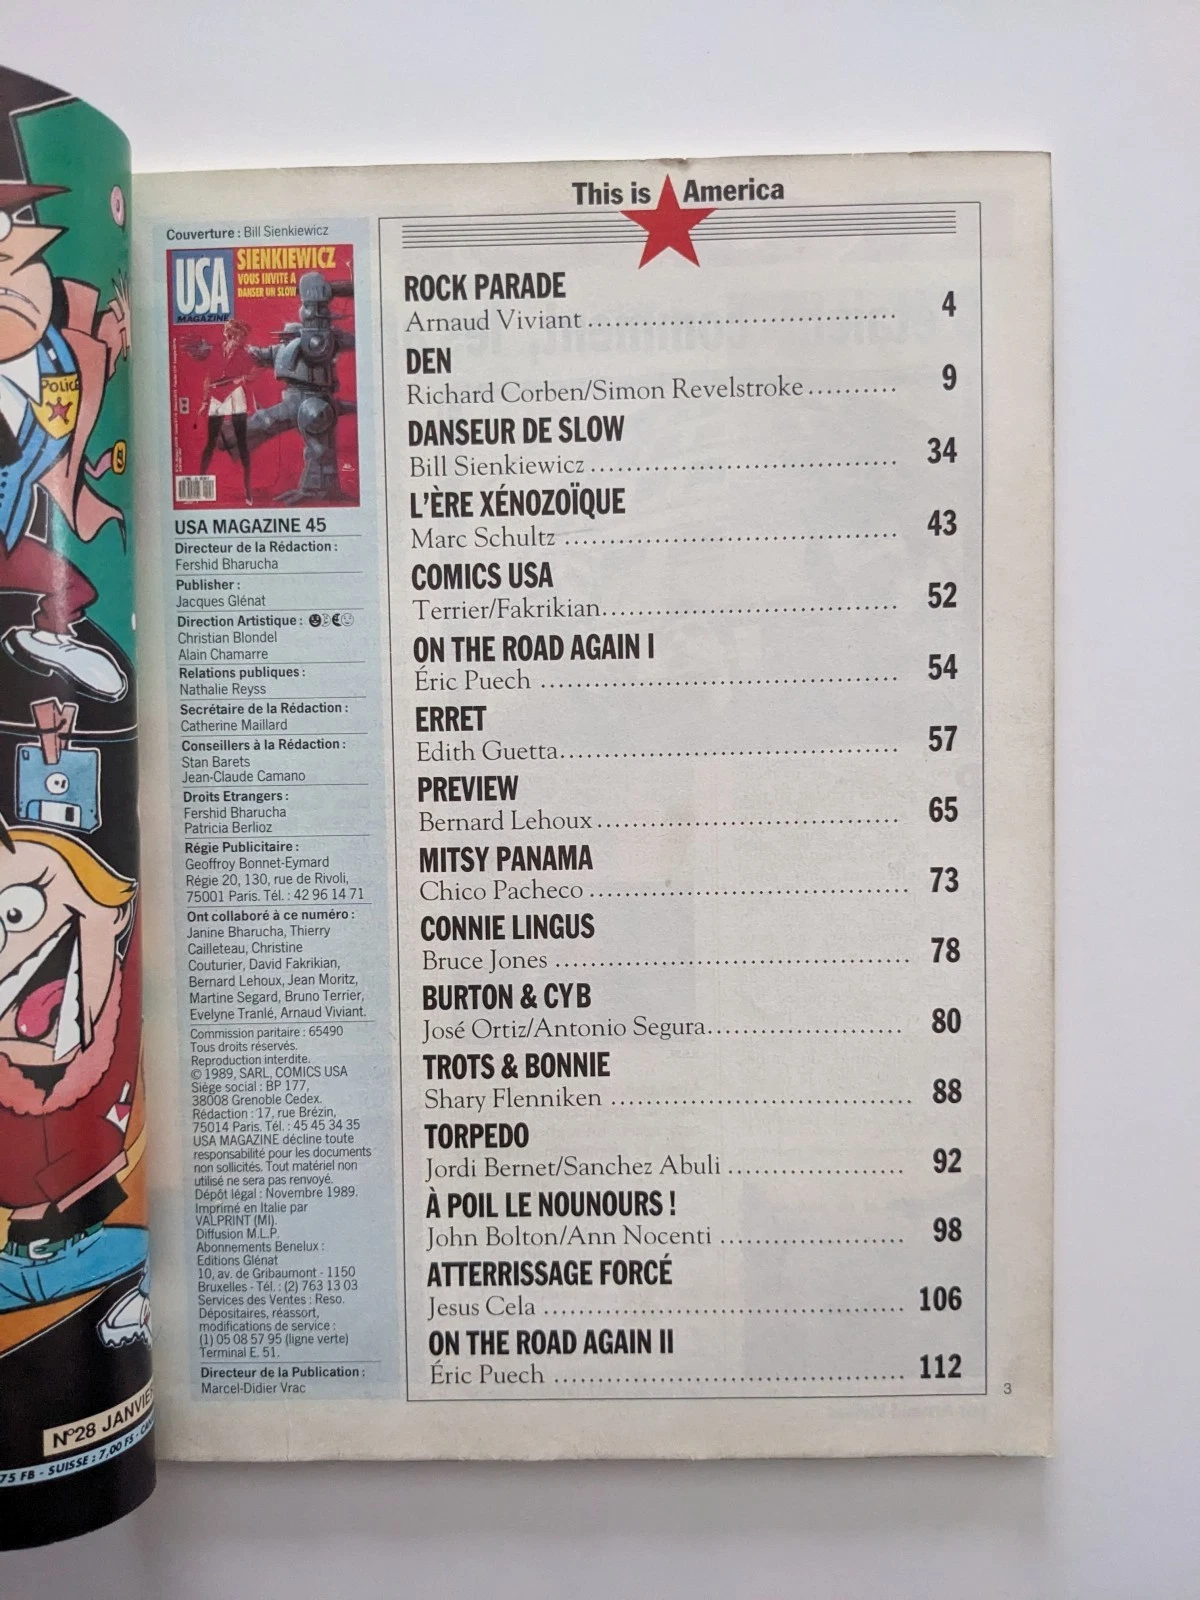 POLICE
N°28 JANVIER
75 FB - SUISSE : 7,00 FS -
This is America
Couverture : Bill Sienkiewicz
USA
MAGAZINE
SIENKIEWICZ
VOUS INVITE A
DANSER UN SLOW
USA MAGAZINE 45
Directeur de la Rédaction :
Fershid Bharucha
Publisher :
Jacques Glénat
Direction Artistique :
Christian Blondel
Alain Chamarre
Relations publiques :
Nathalie Reyss
Secrétaire de la Rédaction :
Catherine Maillard
Conseillers à la Rédaction :
Stan Barets
Jean-Claude Camano
Droits Etrangers :
Fershid Bharucha
Patricia Berlioz
Régie Publicitaire :
Geoffroy Bonnet-Eymard
Régie 20, 130, rue de Rivoli,
75001 Paris. Tél. : 42 96 14 71
Ont collaboré à ce numéro :
Janine Bharucha, Thierry
Cailleteau, Christine
Couturier, David Fakrikian,
Bernard Lehoux, Jean Moritz,
Martine Segard, Bruno Terrier,
Evelyne Tranlé, Arnaud Viviant.
Commission paritaire : 65490
Tous droits réservés.
Reproduction interdite.
© 1989, SARL, COMICS USA
Siège social : BP 177,
38008 Grenoble Cedex.
Rédaction : 17, rue Brézin,
75014 Paris. Tél. : 45 45 34 35
USA MAGAZINE décline toute
responsabilité pour les documents
non sollicités. Tout matériel non
utilisé ne sera pas renvoyé.
Dépôt légal : Novembre 1989.
Imprimé en Italie par
VALPRINT (MI).
Diffusion M.L.P.
Abonnements Benelux :
Editions Glénat
10, av. de Gribaumont - 1150
Bruxelles - Tél. : (2) 763 13 03
Services des Ventes : Reso.
Dépositaires, réassort,
modifications de service :
(1) 05 08 57 95 (ligne verte)
Terminal E. 51.
Directeur de la Publication :
Marcel-Didier Vrac
ROCK PARADE
Arnaud Viviant 4
DEN
Richard Corben/Simon Revelstroke 9
DANSEUR DE SLOW
Bill Sienkiewicz 34
L'ÈRE XÉNOZOÏQUE
Marc Schultz 43
COMICS USA
Terrier/Fakrikian 52
ON THE ROAD AGAIN I
Éric Puech 54
ERRET
Edith Guetta 57
PREVIEW
Bernard Lehoux 65
MITSY PANAMA
Chico Pacheco 73
CONNIE LINGUS
Bruce Jones 78
BURTON & CYB
José Ortiz/Antonio Segura 80
TROTS & BONNIE
Shary Flenniken 88
TORPEDO
Jordi Bernet/Sanchez Abuli 92
À POIL LE NOUNOURS !
John Bolton/Ann Nocenti 98
ATTERRISSAGE FORCÉ
Jesus Cela 106
ON THE ROAD AGAIN II
Éric Puech 112
3